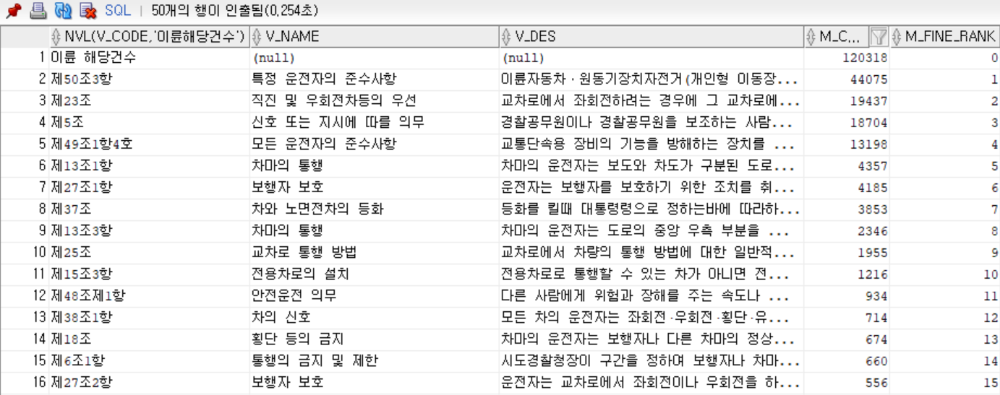 SQL | 50개의 행이 인출됨(0,254초)
NVL(V_CODE,'이륜해당건수') V_NAME V_DES M_C... M_FINE_RANK
1 이륜 해당건수 (null) (null) 120318 0
2 제50조3항 특정 운전자의 준수사항 이륜자동차·원동기장치자전거(개인형 이동장... 44075 1
3 제23조 직진 및 우회전차등의 우선 교차로에서 좌회전하려는 경우에 그 교차로에... 19437 2
4 제5조 신호 또는 지시에 따를 의무 경찰공무원이나 경찰공무원을 보조하는 사람... 18704 3
5 제49조1항4호 모든 운전자의 준수사항 교통단속용 장비의 기능을 방해하는 장치를 ... 13198 4
6 제13조1항 차마의 통행 차마의 운전자는 보도와 차도가 구분된 도로... 4357 5
7 제27조1항 보행자 보호 운전자는 보행자를 보호하기 위한 조치를 취... 4185 6
8 제37조 차와 노면전차의 등화 등화를 킬때 대통령령으로 정하는바에 따라하... 3853 7
9 제13조3항 차마의 통행 차마의 운전자는 도로의 중앙 우측 부분을 ... 2346 8
10 제25조 교차로 통행 방법 교차로에서 차량의 통행 방법에 대한 일반적... 1955 9
11 제15조3항 전용차로의 설치 전용차로로 통행할 수 있는 차가 아니면 전... 1216 10
12 제48조제1항 안전운전 의무 다른 사람에게 위험과 장해를 주는 속도나 ... 934 11
13 제38조1항 차의 신호 모든 차의 운전자는 좌회전·우회전·횡단·유... 714 12
14 제18조 횡단 등의 금지 차마의 운전자는 보행자나 다른 차마의 정상... 674 13
15 제6조1항 통행의 금지 및 제한 시도경찰청장이 구간을 정하여 보행자나 차마... 660 14
16 제27조2항 보행자 보호 운전자는 교차로에서 좌회전이나 우회전을 하... 556 15